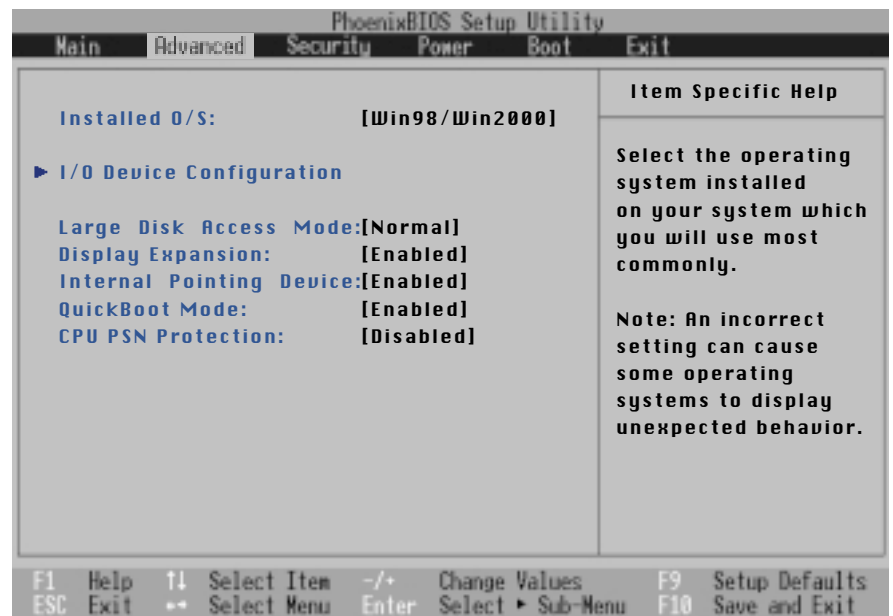 PhoenixBIOS Setup Utility
Main Advanced Security Power Boot Exit
Installed O/S: [Win98/Win2000]
▶ I/O Device Configuration
Large Disk Access Mode:[Normal]
Display Expansion: [Enabled]
Internal Pointing Device:[Enabled]
QuickBoot Mode: [Enabled]
CPU PSN Protection: [Disabled]
Item Specific Help
Select the operating
system installed
on your system which
you will use most
commonly.
Note: An incorrect
setting can cause
some operating
systems to display
unexpected behavior.
F1 Help ↑↓ Select Item -/+ Change Values F9 Setup Defaults
ESC Exit ←→ Select Menu Enter Select ▶ Sub-Menu F10 Save and Exit